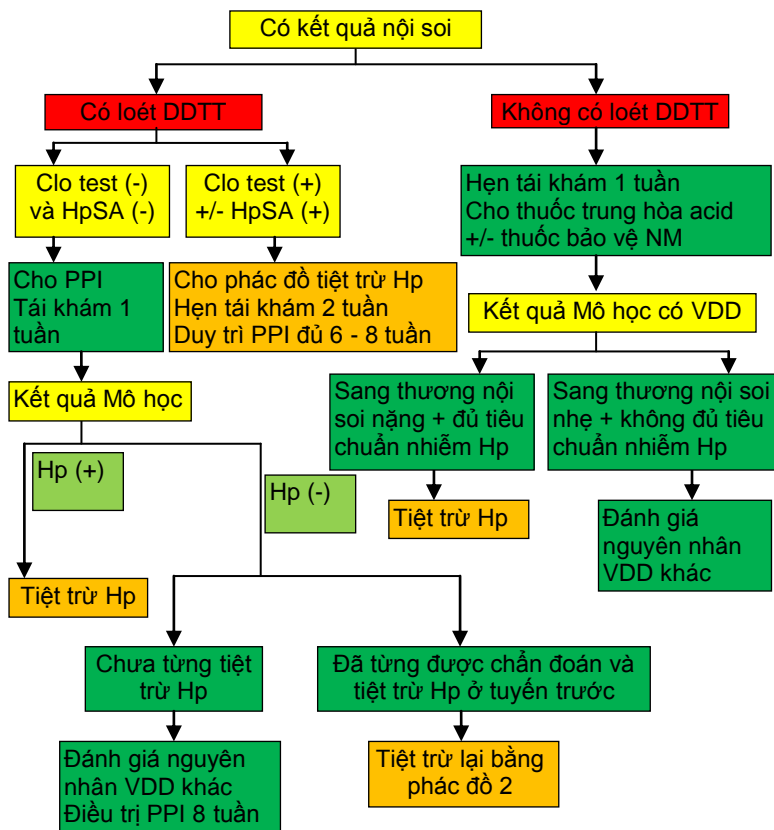 Có kết quả nội soi
Có loét DDTT
Không có loét DDTT
Clo test (-)
và HpSA (-)
Clo test (+)
+/- HpSA (+)
Hẹn tái khám 1 tuần
Cho thuốc trung hòa acid
+/- thuốc bảo vệ NM
Cho PPI
Tái khám 1
tuần
Cho phác đồ tiệt trừ Hp
Hẹn tái khám 2 tuần
Duy trì PPI đủ 6 - 8 tuần
Kết quả Mô học có VDD
Kết quả Mô học
Sang thương nội
soi nặng + đủ tiêu
chuẩn nhiễm Hp
Sang thương nội soi
nhẹ + không đủ tiêu
chuẩn nhiễm Hp
Hp (+)
Hp (-)
Tiệt trừ Hp
Đánh giá
nguyên nhân
VDD khác
Tiệt trừ Hp
Chưa từng tiệt
trừ Hp
Đã từng được chẩn đoán và
tiệt trừ Hp ở tuyến trước
Đánh giá nguyên
nhân VDD khác
Điều trị PPI 8 tuần
Tiệt trừ lại bằng
phác đồ 2